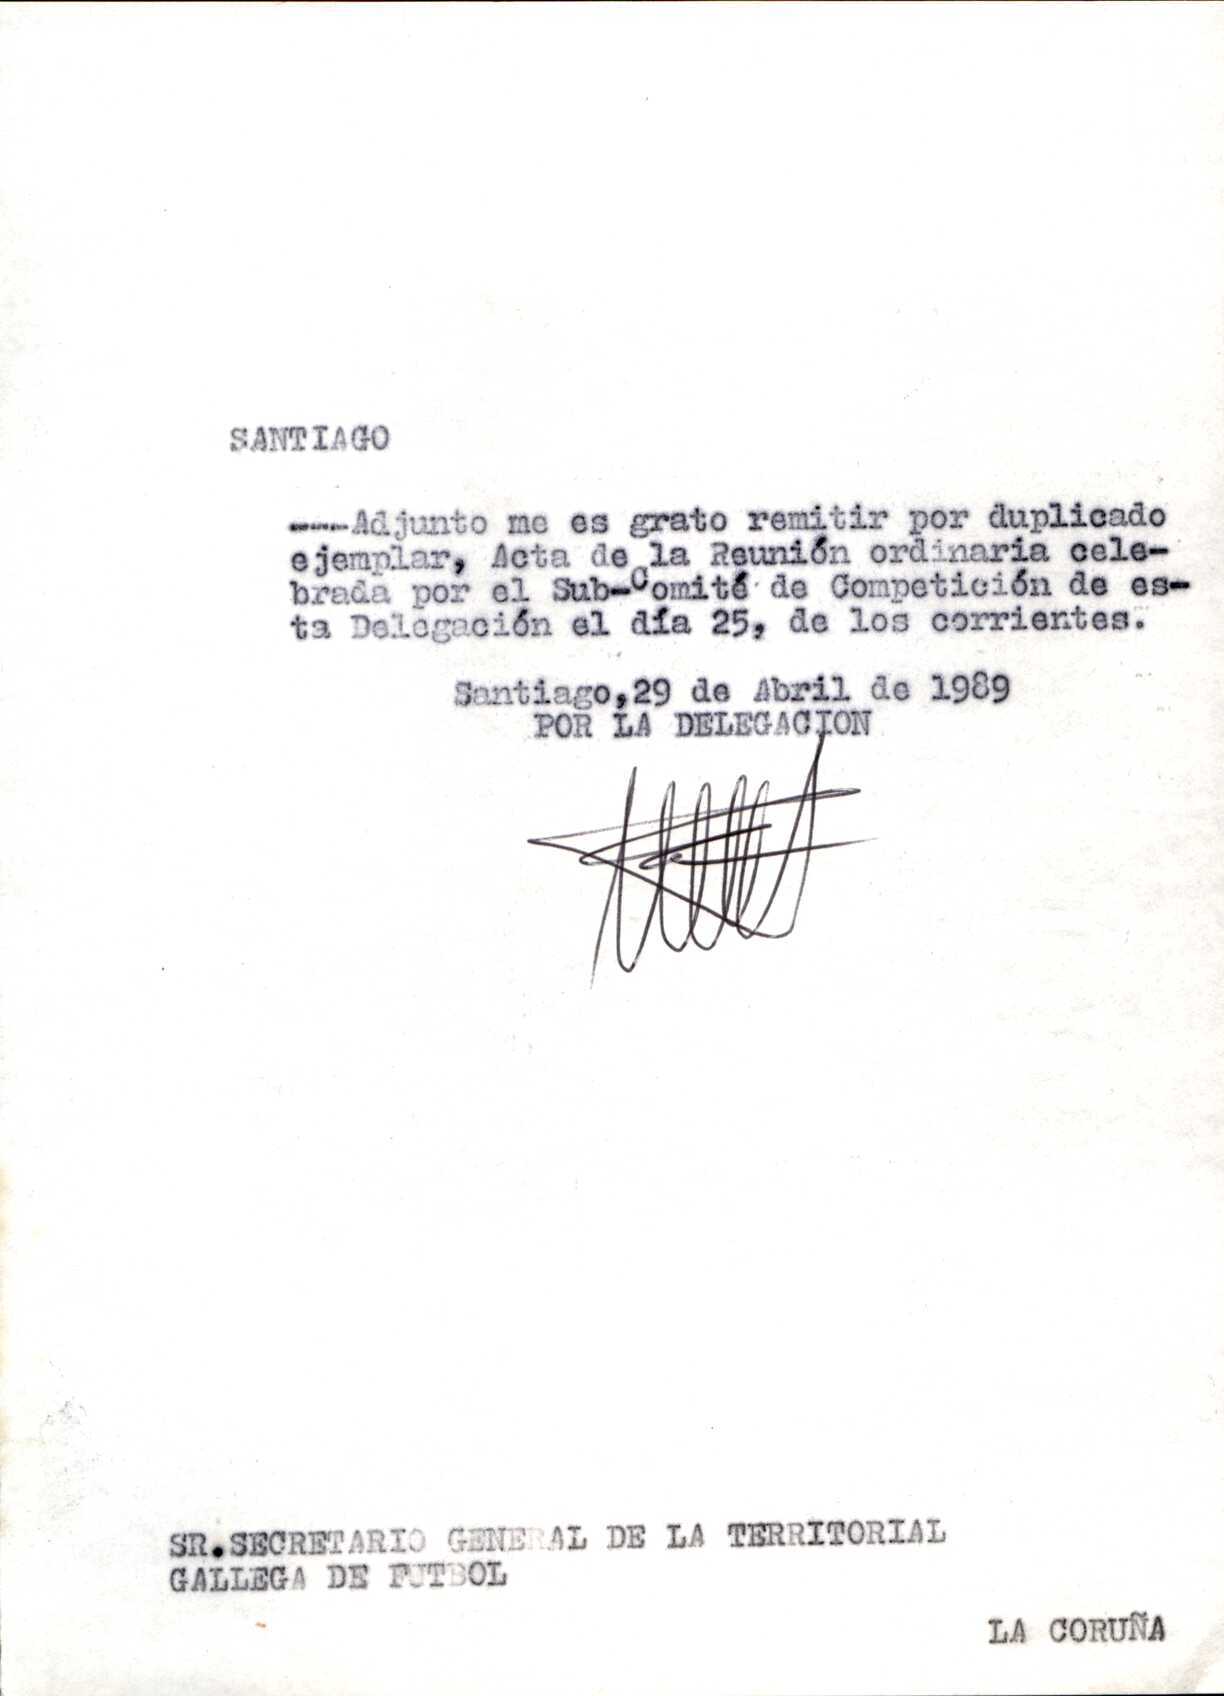 SANTIAGO
----Adjunto me es grato remitir por duplicado
ejemplar, Acta de la Reunión ordinaria cele-
brada por el Sub-Comité de Competición de es-
ta Delegación el día 25, de los corrientes.
Santiago,29 de Abril de 1989
POR LA DELEGACION
SR.SECRETARIO GENERAL DE LA TERRITORIAL
GALLEGA DE FUTBOL
LA CORUÑA